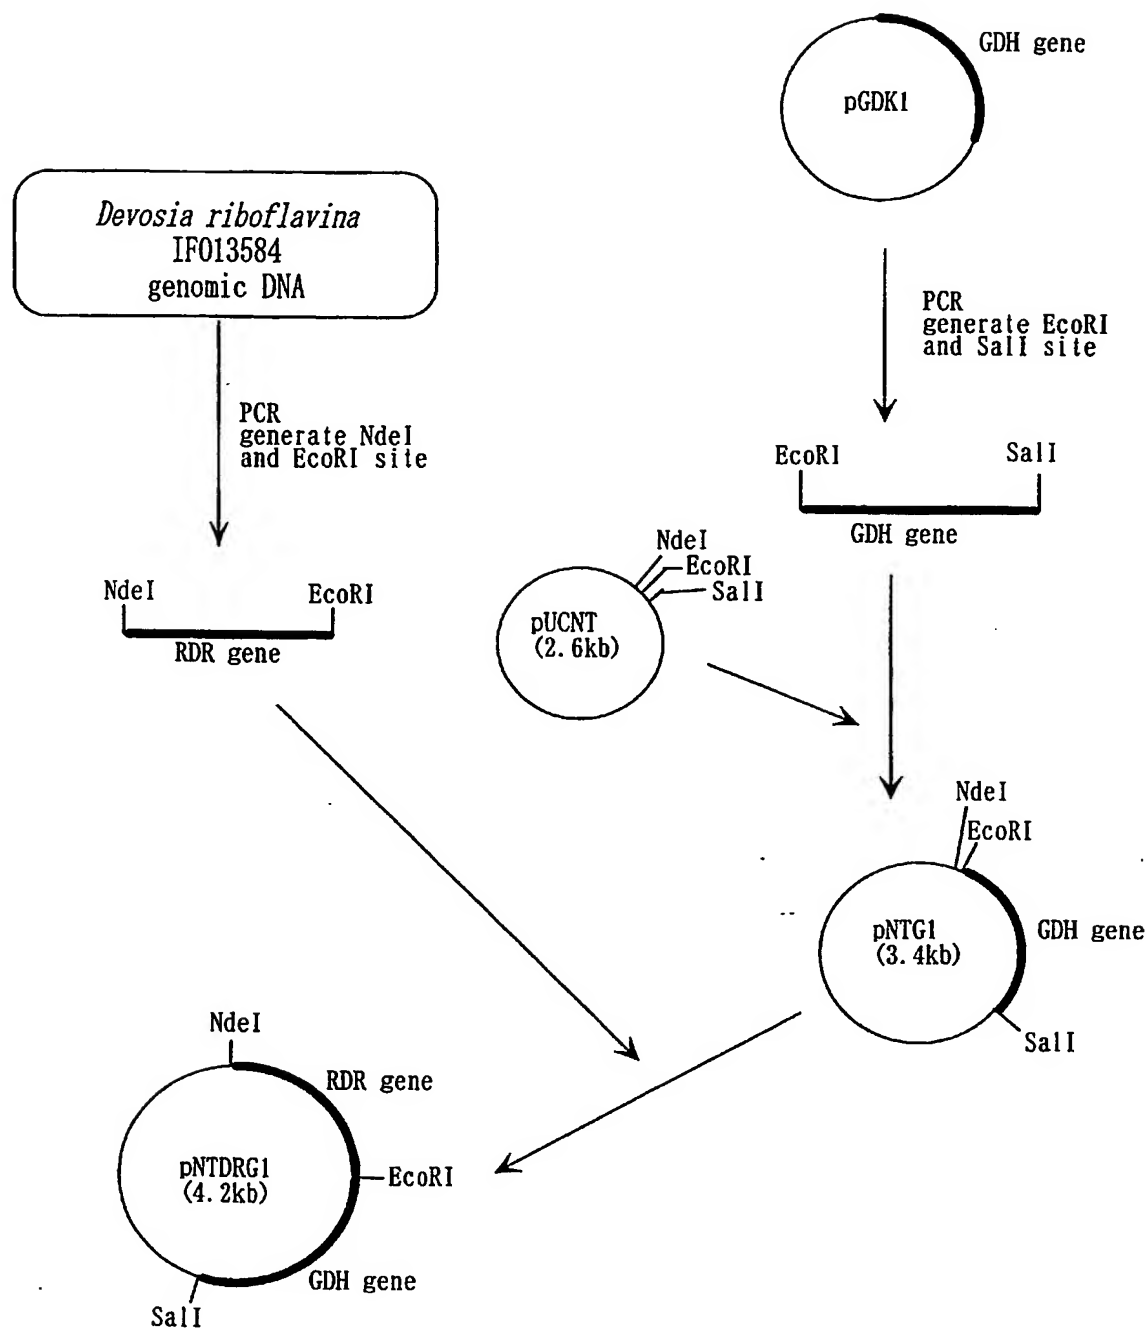 GDH gene
pGDK1
Devosia riboflavina
IFO13584
genomic DNA
PCR
generate EcoRI
and SalI site
PCR
generate NdeI
and EcoRI site
EcoRI
SalI
GDH gene
NdeI
EcoRI
SalI
pUCNT
(2.6kb)
NdeI
EcoRI
RDR gene
NdeI
EcoRI
pNTG1
(3.4kb)
GDH gene
SalI
NdeI
RDR gene
pNTDRG1
(4.2kb)
EcoRI
GDH gene
SalI